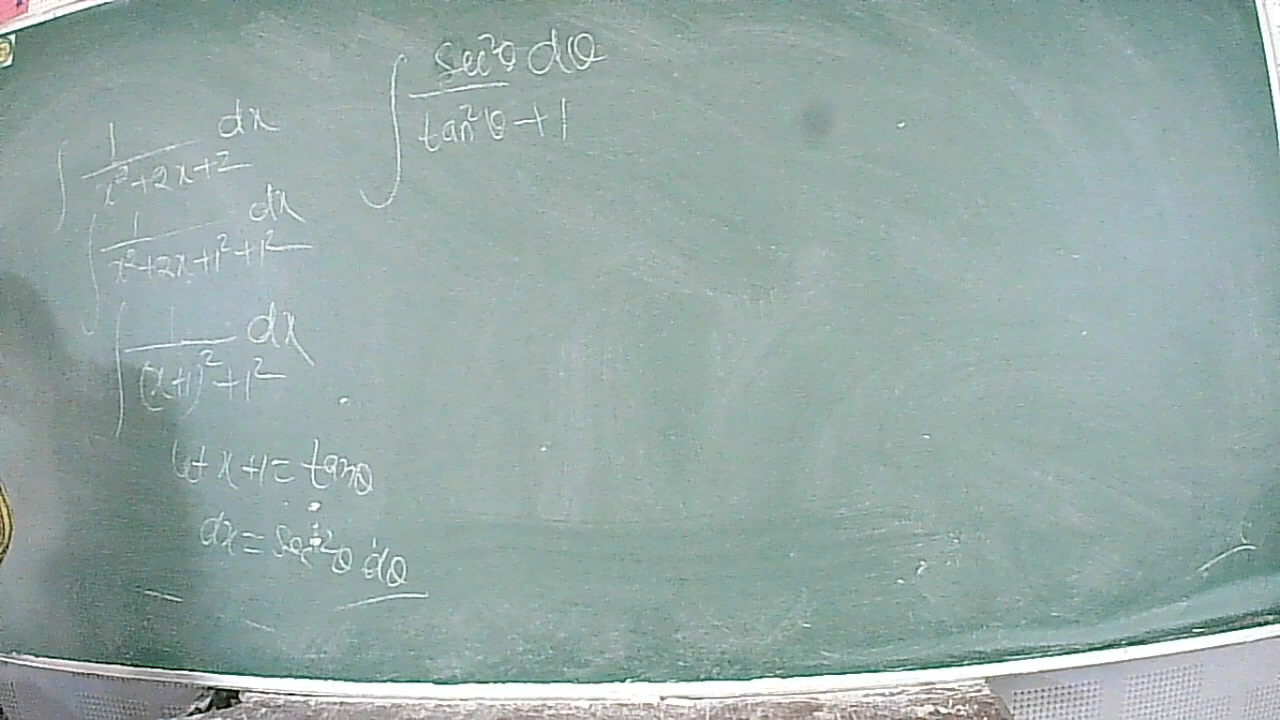 ∫ 1/(x²+2x+2) dx
∫ 1/(x²+2x+1²+1²) dx
∫ 1/((x+1)²+1²) dx
x+1 = tanθ
dx = sec²θ dθ
∫ sec²θ dθ/(tan²θ+1)